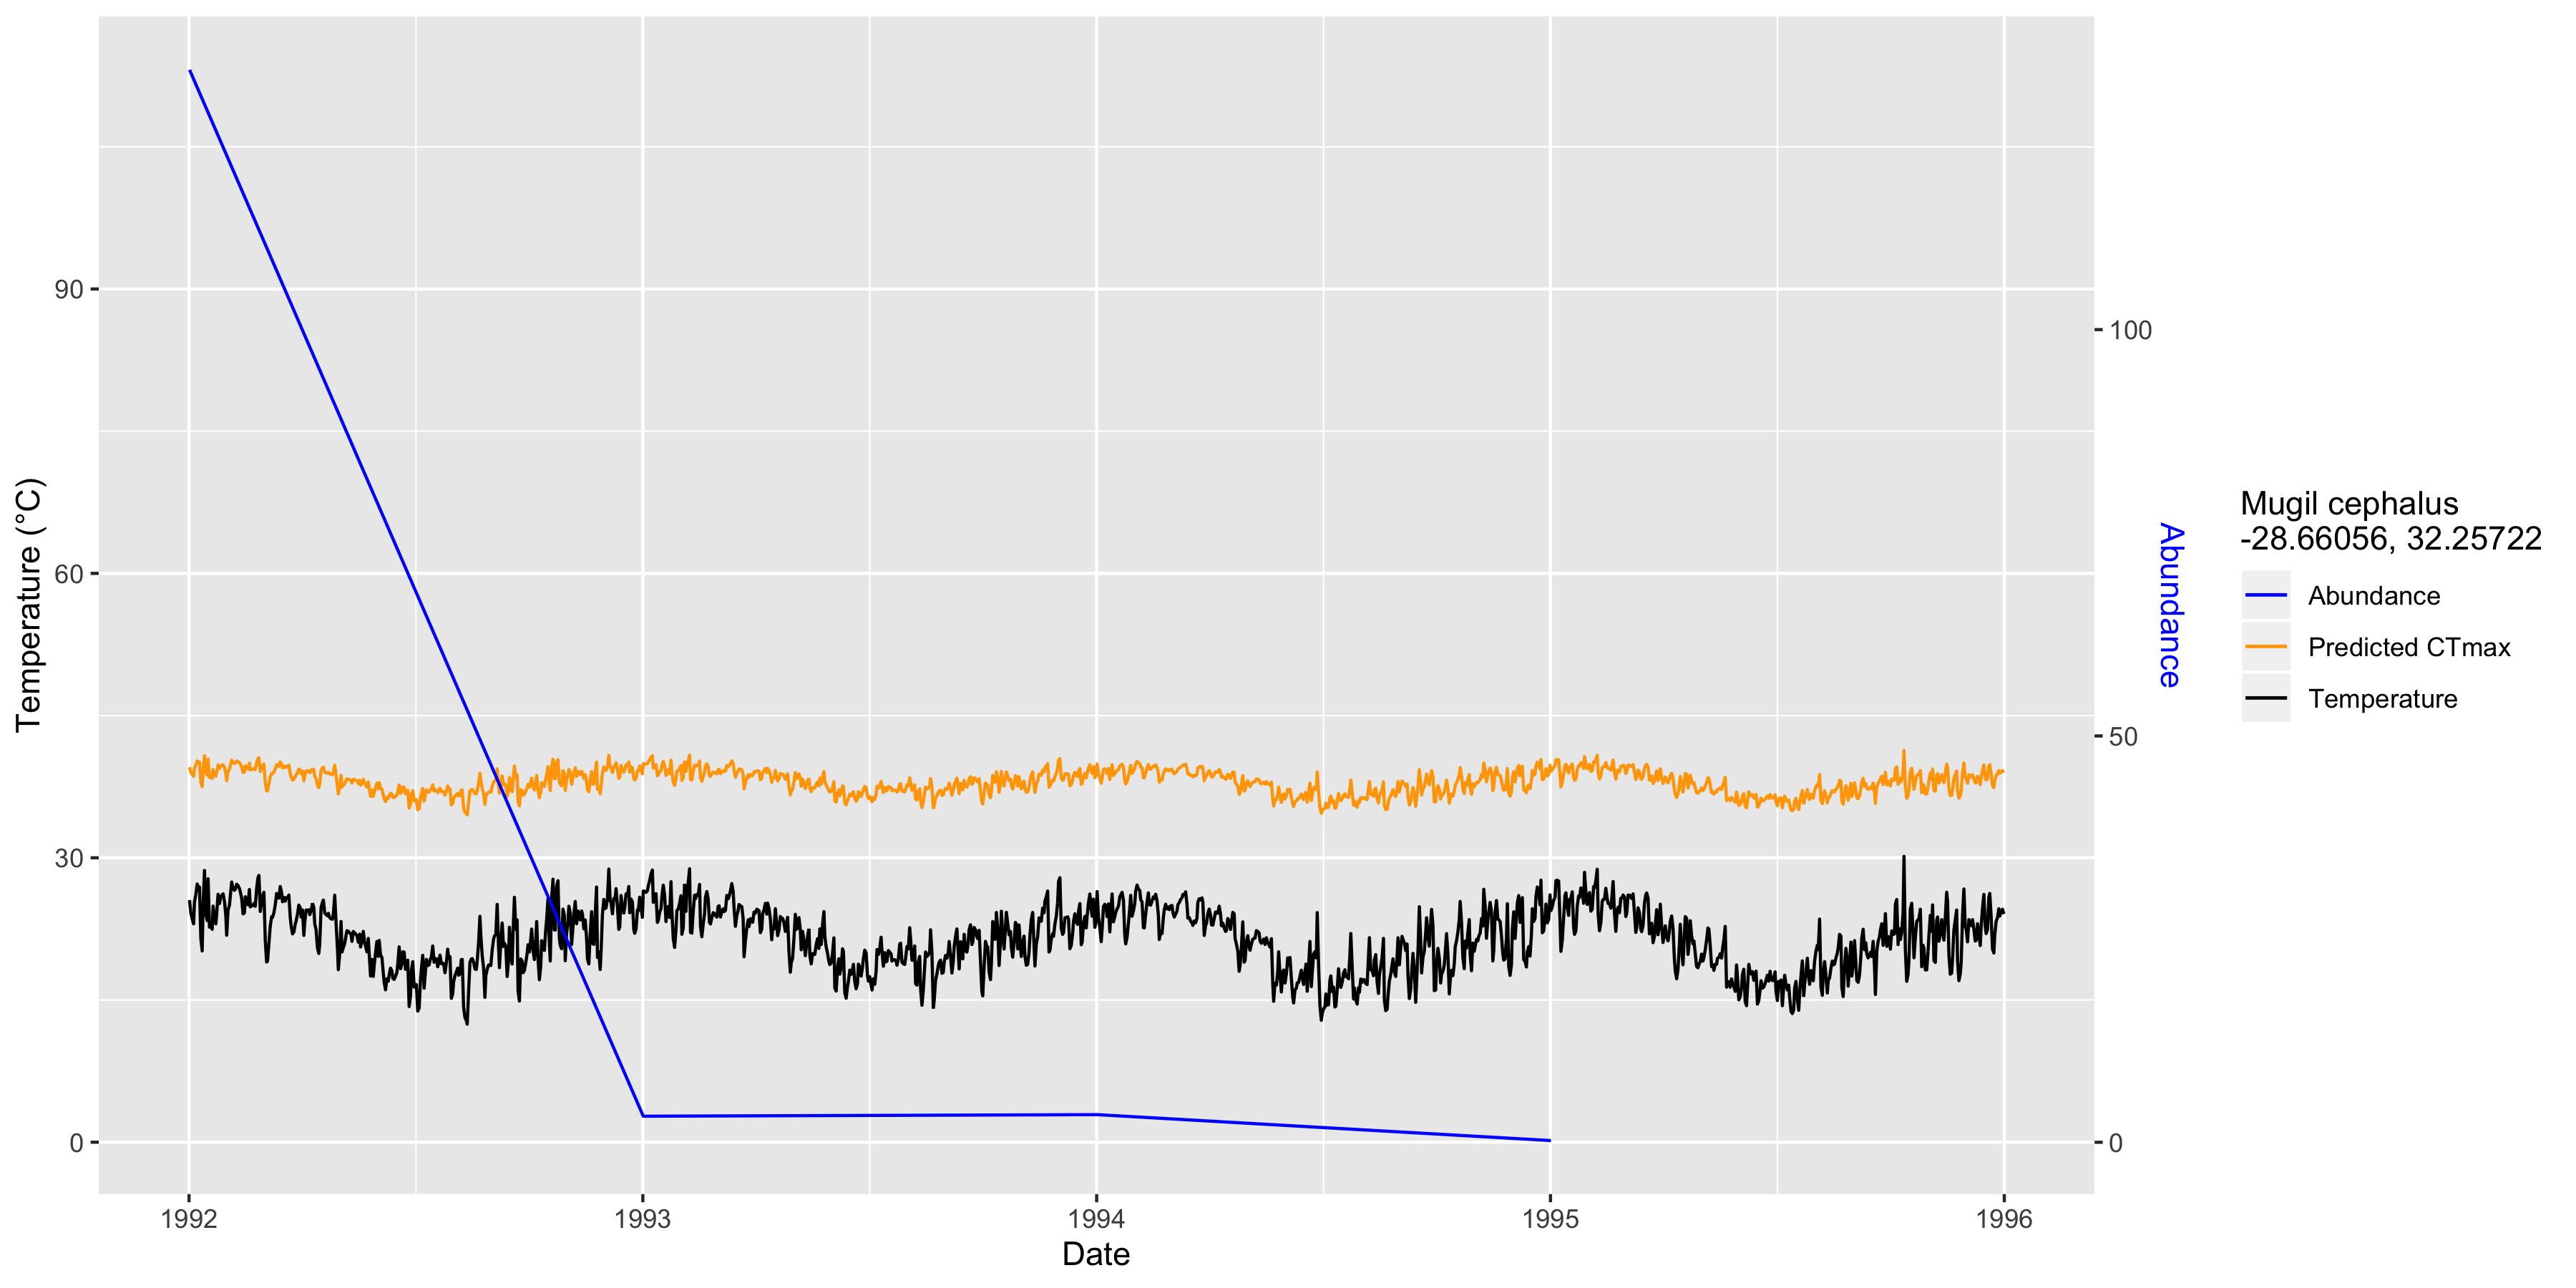 Temperature (°C)
90
60
30
0
1992
1993
1994
1995
1996
Date
100
50
0
Abundance
Mugil cephalus
-28.66056, 32.25722
Abundance
Predicted CTmax
Temperature